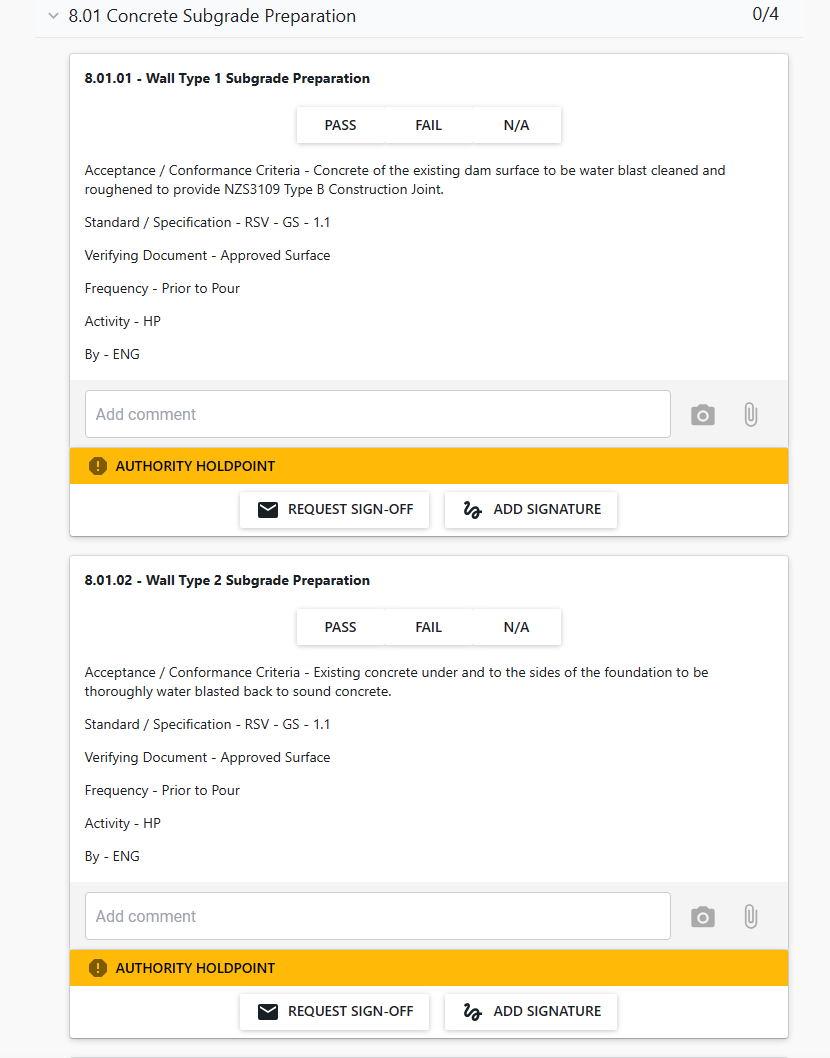 8.01 Concrete Subgrade Preparation 0/4
8.01.01 - Wall Type 1 Subgrade Preparation
PASS FAIL N/A
Acceptance / Conformance Criteria - Concrete of the existing dam surface to be water blast cleaned and
roughened to provide NZS3109 Type B Construction Joint.
Standard / Specification - RSV - GS - 1.1
Verifying Document - Approved Surface
Frequency - Prior to Pour
Activity - HP
By - ENG
Add comment
AUTHORITY HOLDPOINT
REQUEST SIGN-OFF ADD SIGNATURE
8.01.02 - Wall Type 2 Subgrade Preparation
PASS FAIL N/A
Acceptance / Conformance Criteria - Existing concrete under and to the sides of the foundation to be
thoroughly water blasted back to sound concrete.
Standard / Specification - RSV - GS - 1.1
Verifying Document - Approved Surface
Frequency - Prior to Pour
Activity - HP
By - ENG
Add comment
AUTHORITY HOLDPOINT
REQUEST SIGN-OFF ADD SIGNATURE